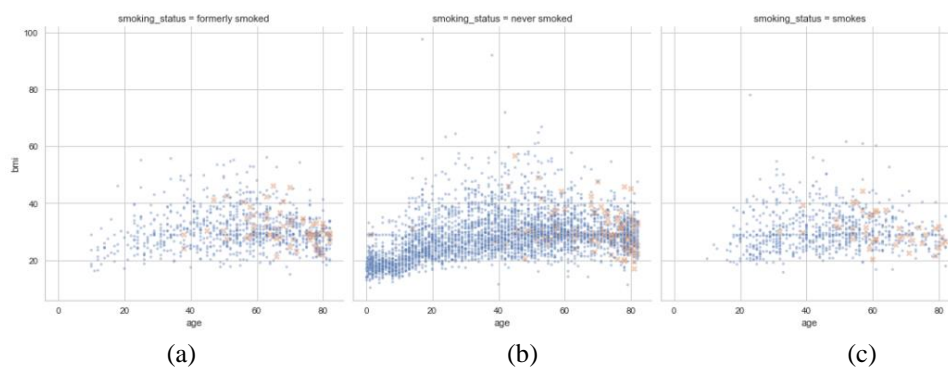 smoking_status = formerly smoked
smoking_status = never smoked
smoking_status = smokes
100
80
60
40
20
bmi
0 20 40 60 80
0 20 40 60 80
0 20 40 60 80
age
age
age
(a) (b) (c)